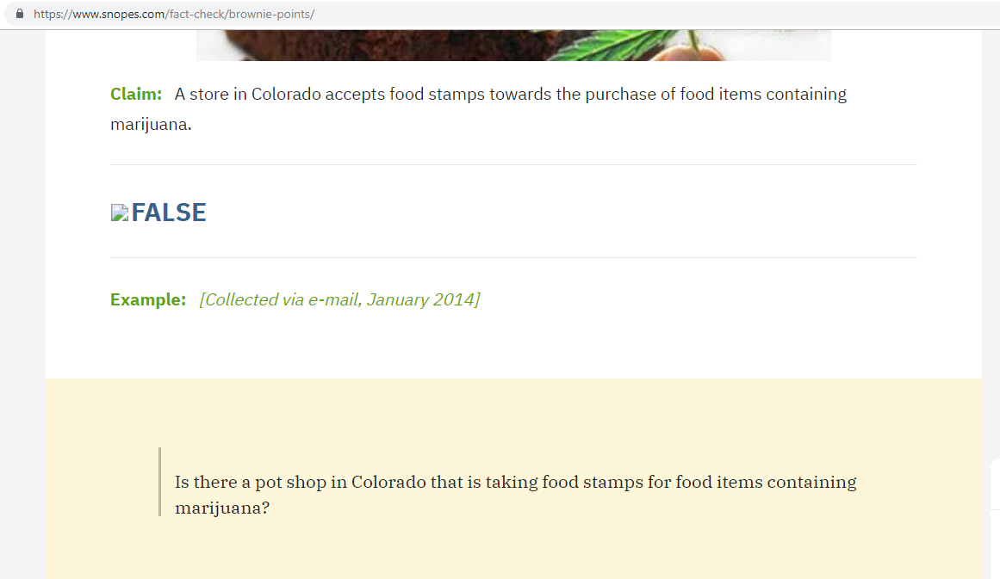 https://www.snopes.com/fact-check/brownie-points/
Claim: A store in Colorado accepts food stamps towards the purchase of food items containing
marijuana.
FALSE
Example: [Collected via e-mail, January 2014]
Is there a pot shop in Colorado that is taking food stamps for food items containing
marijuana?